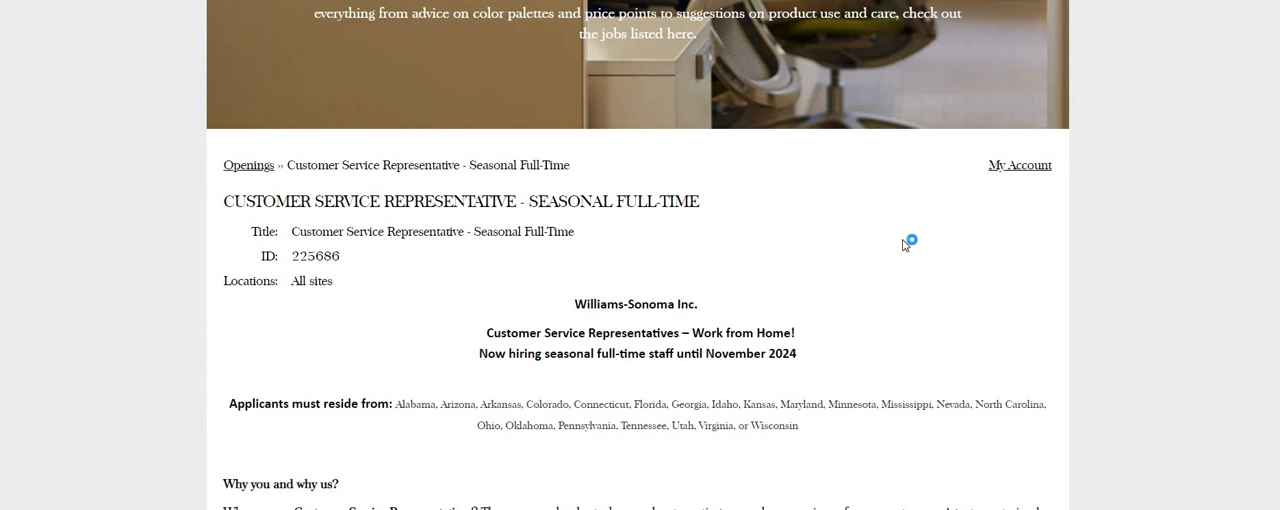 everything from advice on color palettes and price points to suggestions on product use and care, check out
the jobs listed here.
Openings » Customer Service Representative - Seasonal Full-Time
My Account
CUSTOMER SERVICE REPRESENTATIVE - SEASONAL FULL-TIME
Title: Customer Service Representative - Seasonal Full-Time
ID: 225686
Locations: All sites
Williams-Sonoma Inc.
Customer Service Representatives – Work from Home!
Now hiring seasonal full-time staff until November 2024
Applicants must reside from: Alabama, Arizona, Arkansas, Colorado, Connecticut, Florida, Georgia, Idaho, Kansas, Maryland, Minnesota, Mississippi, Nevada, North Carolina,
Ohio, Oklahoma, Pennsylvania, Tennessee, Utah, Virginia, or Wisconsin
Why you and why us?